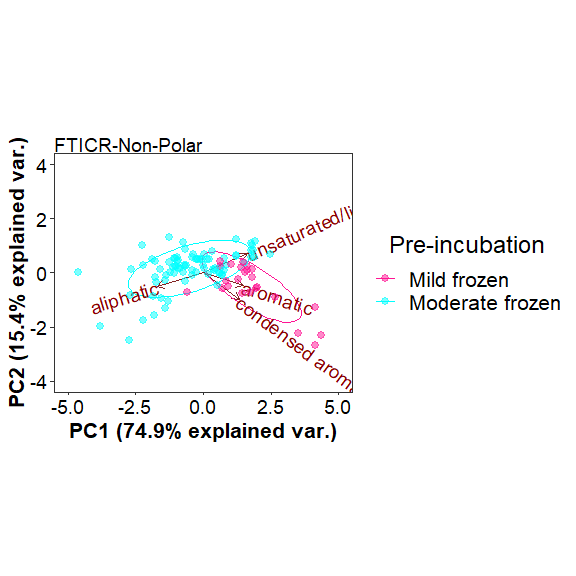 FTICR-Non-Polar
PC2 (15.4% explained var.)
4
2
0
-2
-4
unsaturated/li
aliphatic
aromatic
condensed arom
-5.0 -2.5 0.0 2.5 5.0
PC1 (74.9% explained var.)
Pre-incubation
Mild frozen
Moderate frozen